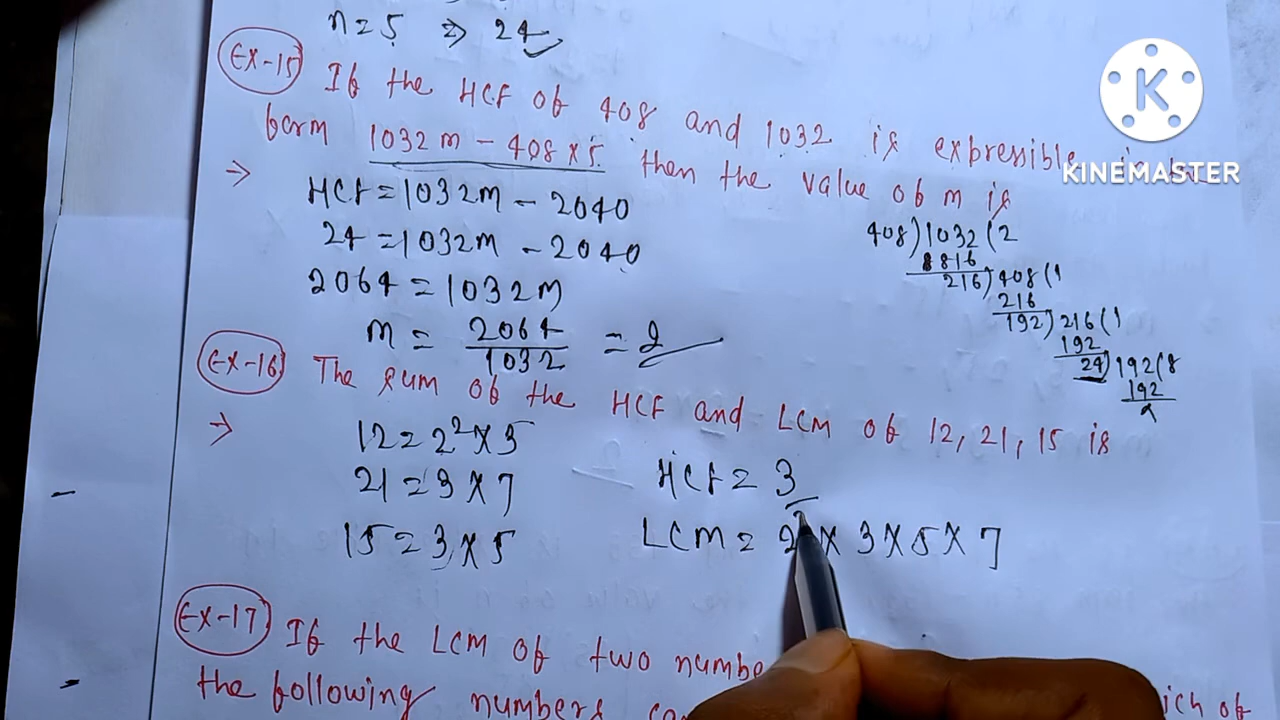 n=5 ⇒ 24
Ex-15 If the HCF of 408 and 1032 is expressible in the
form 1032m - 408×5 then the value of m is
⇒ HCF = 1032m - 2040
24 = 1032m - 2040
2064 = 1032m
m = 2064/1032 = 2
408)1032(2
816
216)408(1
216
192)216(1
192
24)192(8
192
Ex-16 The sum of the HCF and LCM of 12, 21, 15 is
⇒ 12 = 2² × 3
21 = 3 × 7
15 = 3 × 5
HCF = 3
LCM = 2² × 3 × 5 × 7
Ex-17 If the LCM of two numbe
the following numbers ich of
K
KINEMASTER